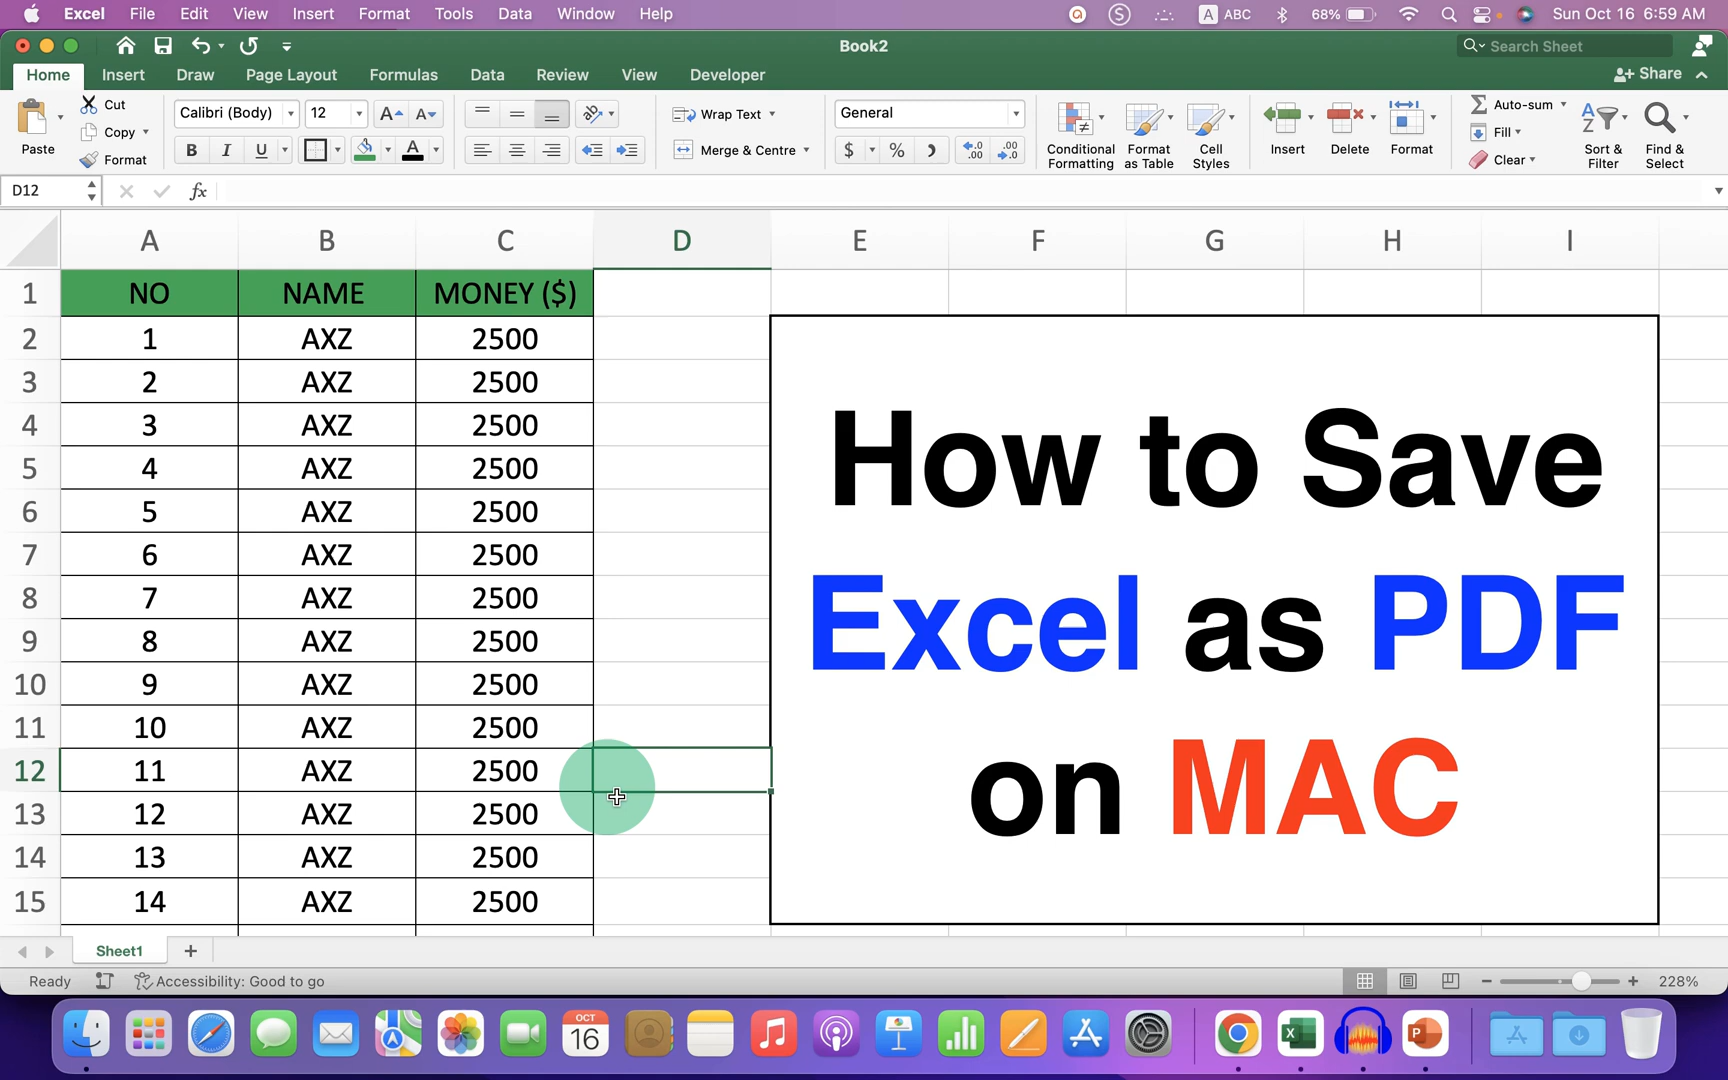 Excel File Edit View Insert Format Tools Data Window Help A ABC 68% Sun Oct 16 6:59 AM
Book2 Search Sheet
Home Insert Draw Page Layout Formulas Data Review View Developer Share
Paste Cut Copy Format
Calibri (Body) 12 A A
B I U A
Wrap Text
Merge & Centre
General
$ % .0 .00 .00 .0
Conditional Formatting
Format as Table
Cell Styles
Insert Delete Format
Auto-sum
Fill
Clear
Sort & Filter
Find & Select
D12 fx
A B C D E F G H I
1 NO NAME MONEY ($)
2 1 AXZ 2500
3 2 AXZ 2500
4 3 AXZ 2500
5 4 AXZ 2500
6 5 AXZ 2500
7 6 AXZ 2500
8 7 AXZ 2500
9 8 AXZ 2500
10 9 AXZ 2500
11 10 AXZ 2500
12 11 AXZ 2500
13 12 AXZ 2500
14 13 AXZ 2500
15 14 AXZ 2500
How to Save
Excel as PDF
on MAC
Sheet1 +
Ready Accessibility: Good to go 228%
OCT
16
X P